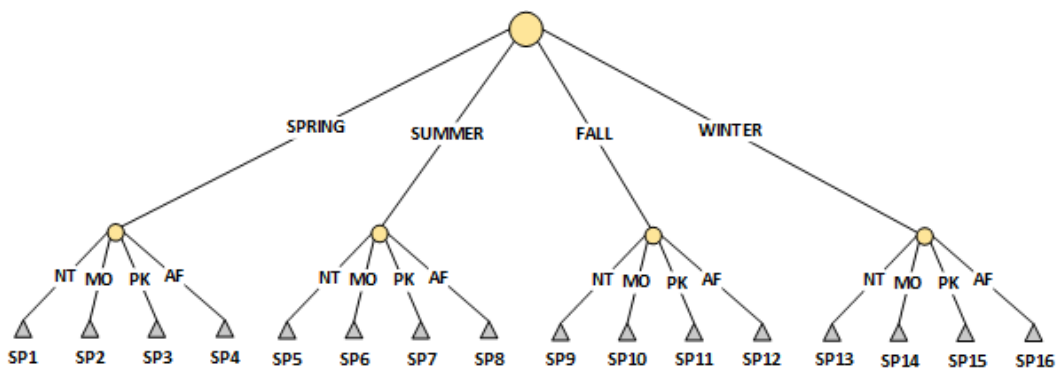 SPRING SUMMER FALL WINTER
NT MO PK AF NT MO PK AF NT MO PK AF NT MO PK AF
SP1 SP2 SP3 SP4 SP5 SP6 SP7 SP8 SP9 SP10 SP11 SP12 SP13 SP14 SP15 SP16